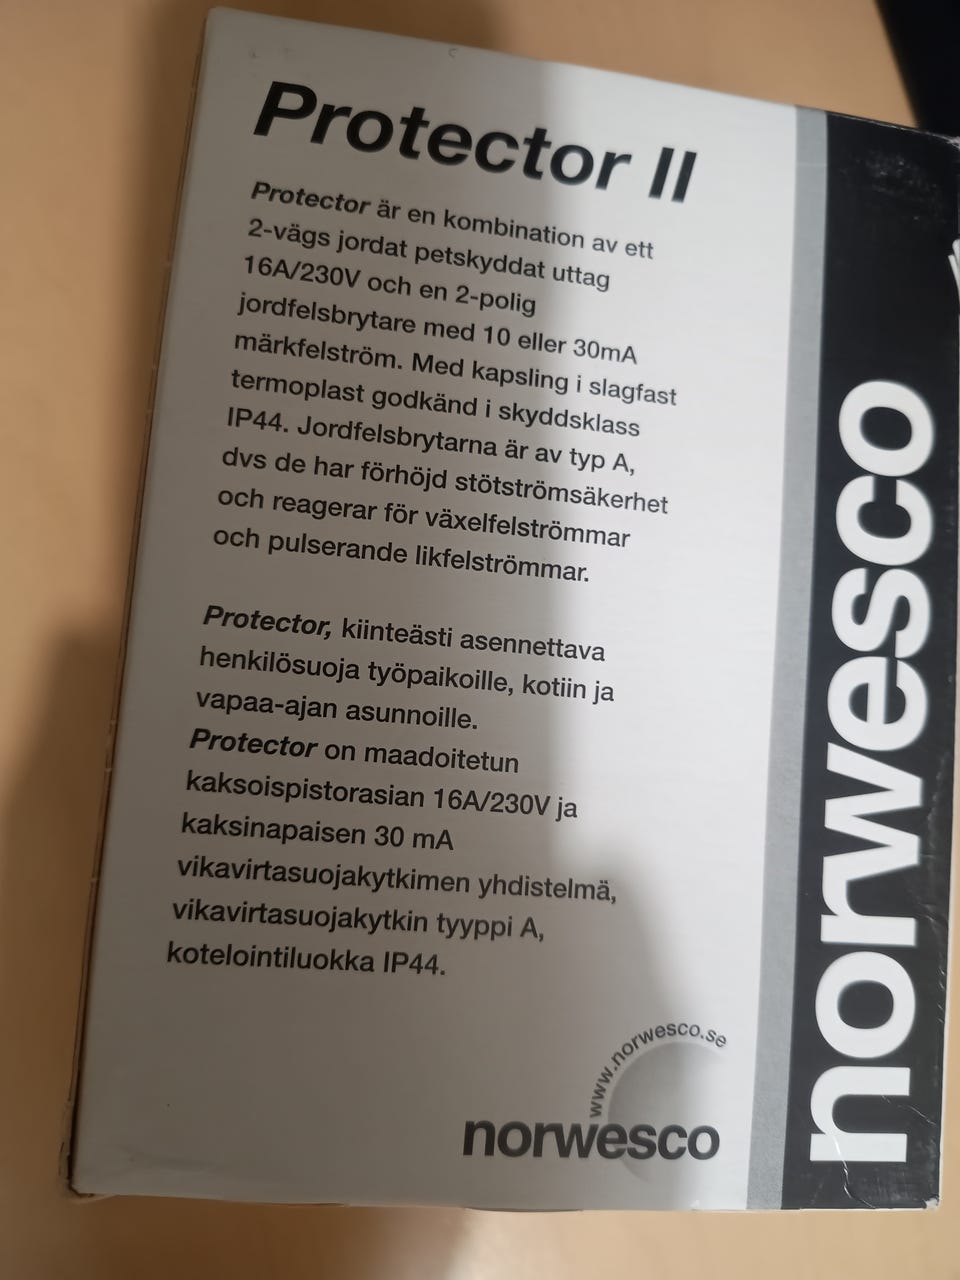 Protector II
Protector är en kombination av ett
2-vägs jordat petskyddat uttag
16A/230V och en 2-polig
jordfelsbrytare med 10 eller 30mA
märkfelström. Med kapsling i slagfast
termoplast godkänd i skyddsklass
IP44. Jordfelsbrytarna är av typ A,
dvs de har förhöjd stötströmsäkerhet
och reagerar för växelfelströmmar
och pulserande likfelströmmar.
Protector, kiinteästi asennettava
henkilösuoja työpaikoille, kotiin ja
vapaa-ajan asunnoille.
Protector on maadoitetun
kaksoispistorasian 16A/230V ja
kaksinapaisen 30 mA
vikavirtasuojakytkimen yhdistelmä,
vikavirtasuojakytkin tyyppi A,
kotelointiluokka IP44.
www.norwesco.se
norwesco
norwesco